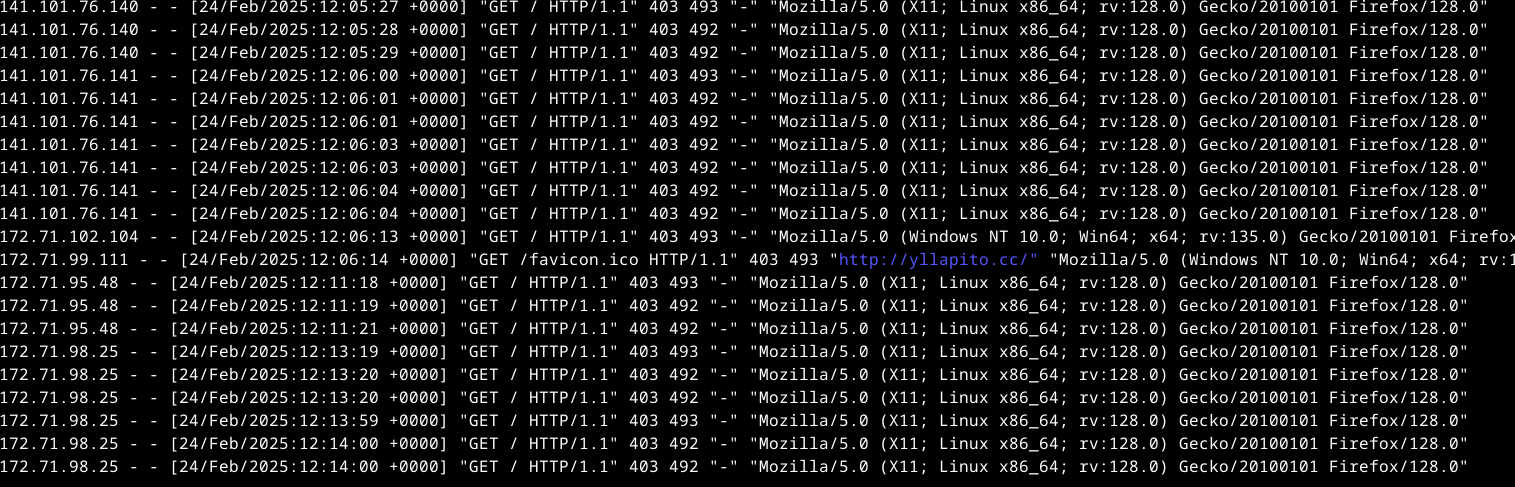 141.101.76.140 - - [24/Feb/2025:12:05:27 +0000] "GET / HTTP/1.1" 403 493 "-" "Mozilla/5.0 (X11; Linux x86_64; rv:128.0) Gecko/20100101 Firefox/128.0"
141.101.76.140 - - [24/Feb/2025:12:05:28 +0000] "GET / HTTP/1.1" 403 492 "-" "Mozilla/5.0 (X11; Linux x86_64; rv:128.0) Gecko/20100101 Firefox/128.0"
141.101.76.140 - - [24/Feb/2025:12:05:29 +0000] "GET / HTTP/1.1" 403 492 "-" "Mozilla/5.0 (X11; Linux x86_64; rv:128.0) Gecko/20100101 Firefox/128.0"
141.101.76.141 - - [24/Feb/2025:12:06:00 +0000] "GET / HTTP/1.1" 403 493 "-" "Mozilla/5.0 (X11; Linux x86_64; rv:128.0) Gecko/20100101 Firefox/128.0"
141.101.76.141 - - [24/Feb/2025:12:06:01 +0000] "GET / HTTP/1.1" 403 492 "-" "Mozilla/5.0 (X11; Linux x86_64; rv:128.0) Gecko/20100101 Firefox/128.0"
141.101.76.141 - - [24/Feb/2025:12:06:01 +0000] "GET / HTTP/1.1" 403 492 "-" "Mozilla/5.0 (X11; Linux x86_64; rv:128.0) Gecko/20100101 Firefox/128.0"
141.101.76.141 - - [24/Feb/2025:12:06:03 +0000] "GET / HTTP/1.1" 403 492 "-" "Mozilla/5.0 (X11; Linux x86_64; rv:128.0) Gecko/20100101 Firefox/128.0"
141.101.76.141 - - [24/Feb/2025:12:06:03 +0000] "GET / HTTP/1.1" 403 492 "-" "Mozilla/5.0 (X11; Linux x86_64; rv:128.0) Gecko/20100101 Firefox/128.0"
141.101.76.141 - - [24/Feb/2025:12:06:04 +0000] "GET / HTTP/1.1" 403 492 "-" "Mozilla/5.0 (X11; Linux x86_64; rv:128.0) Gecko/20100101 Firefox/128.0"
141.101.76.141 - - [24/Feb/2025:12:06:04 +0000] "GET / HTTP/1.1" 403 492 "-" "Mozilla/5.0 (X11; Linux x86_64; rv:128.0) Gecko/20100101 Firefox/128.0"
172.71.102.104 - - [24/Feb/2025:12:06:13 +0000] "GET / HTTP/1.1" 403 493 "-" "Mozilla/5.0 (Windows NT 10.0; Win64; x64; rv:135.0) Gecko/20100101 Firefox
172.71.99.111 - - [24/Feb/2025:12:06:14 +0000] "GET /favicon.ico HTTP/1.1" 403 493 "http://yllapito.cc/" "Mozilla/5.0 (Windows NT 10.0; Win64; x64; rv:1
172.71.95.48 - - [24/Feb/2025:12:11:18 +0000] "GET / HTTP/1.1" 403 493 "-" "Mozilla/5.0 (X11; Linux x86_64; rv:128.0) Gecko/20100101 Firefox/128.0"
172.71.95.48 - - [24/Feb/2025:12:11:19 +0000] "GET / HTTP/1.1" 403 492 "-" "Mozilla/5.0 (X11; Linux x86_64; rv:128.0) Gecko/20100101 Firefox/128.0"
172.71.95.48 - - [24/Feb/2025:12:11:21 +0000] "GET / HTTP/1.1" 403 492 "-" "Mozilla/5.0 (X11; Linux x86_64; rv:128.0) Gecko/20100101 Firefox/128.0"
172.71.98.25 - - [24/Feb/2025:12:13:19 +0000] "GET / HTTP/1.1" 403 493 "-" "Mozilla/5.0 (X11; Linux x86_64; rv:128.0) Gecko/20100101 Firefox/128.0"
172.71.98.25 - - [24/Feb/2025:12:13:20 +0000] "GET / HTTP/1.1" 403 492 "-" "Mozilla/5.0 (X11; Linux x86_64; rv:128.0) Gecko/20100101 Firefox/128.0"
172.71.98.25 - - [24/Feb/2025:12:13:20 +0000] "GET / HTTP/1.1" 403 492 "-" "Mozilla/5.0 (X11; Linux x86_64; rv:128.0) Gecko/20100101 Firefox/128.0"
172.71.98.25 - - [24/Feb/2025:12:13:59 +0000] "GET / HTTP/1.1" 403 493 "-" "Mozilla/5.0 (X11; Linux x86_64; rv:128.0) Gecko/20100101 Firefox/128.0"
172.71.98.25 - - [24/Feb/2025:12:14:00 +0000] "GET / HTTP/1.1" 403 492 "-" "Mozilla/5.0 (X11; Linux x86_64; rv:128.0) Gecko/20100101 Firefox/128.0"
172.71.98.25 - - [24/Feb/2025:12:14:00 +0000] "GET / HTTP/1.1" 403 492 "-" "Mozilla/5.0 (X11; Linux x86_64; rv:128.0) Gecko/20100101 Firefox/128.0"